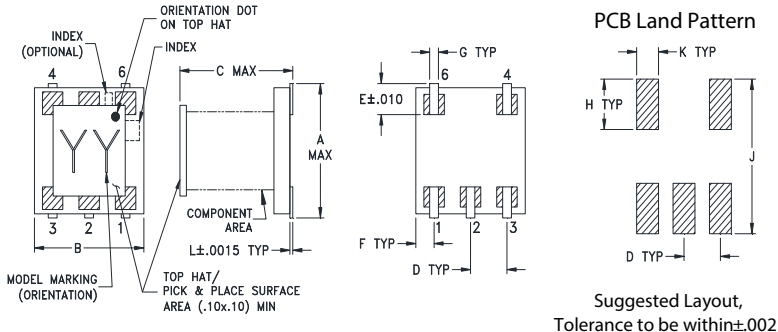 ORIENTATION DOT
ON TOP HAT
INDEX
(OPTIONAL)
INDEX
4
6
Y Y
3
2
1
B
MODEL MARKING
(ORIENTATION)
C MAX
A
MAX
COMPONENT
AREA
L±.0015 TYP
TOP HAT/
PICK & PLACE SURFACE
AREA (.10x.10) MIN
G TYP
6
4
E±.010
1
2
3
F TYP
D TYP
PCB Land Pattern
K TYP
H TYP
J
D TYP
Suggested Layout,
Tolerance to be within±.002